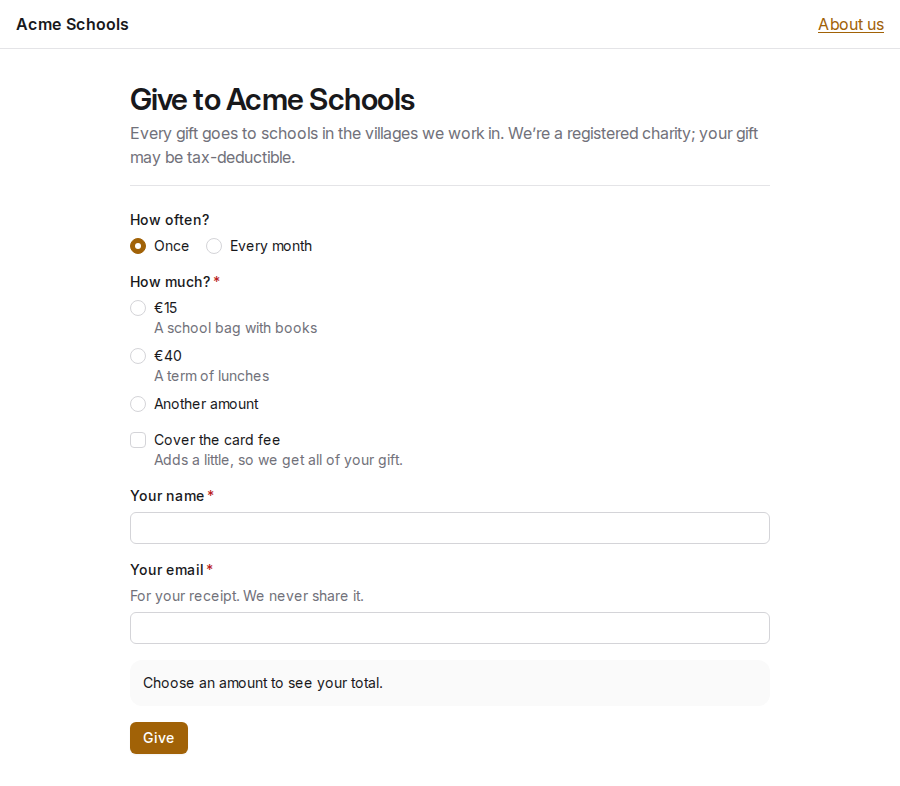 Acme Schools
About us
Give to Acme Schools
Every gift goes to schools in the villages we work in. We're a registered charity; your gift
may be tax-deductible.
How often?
Once
Every month
How much? *
€15
A school bag with books
€40
A term of lunches
Another amount
Cover the card fee
Adds a little, so we get all of your gift.
Your name *
Your email *
For your receipt. We never share it.
Choose an amount to see your total.
Give